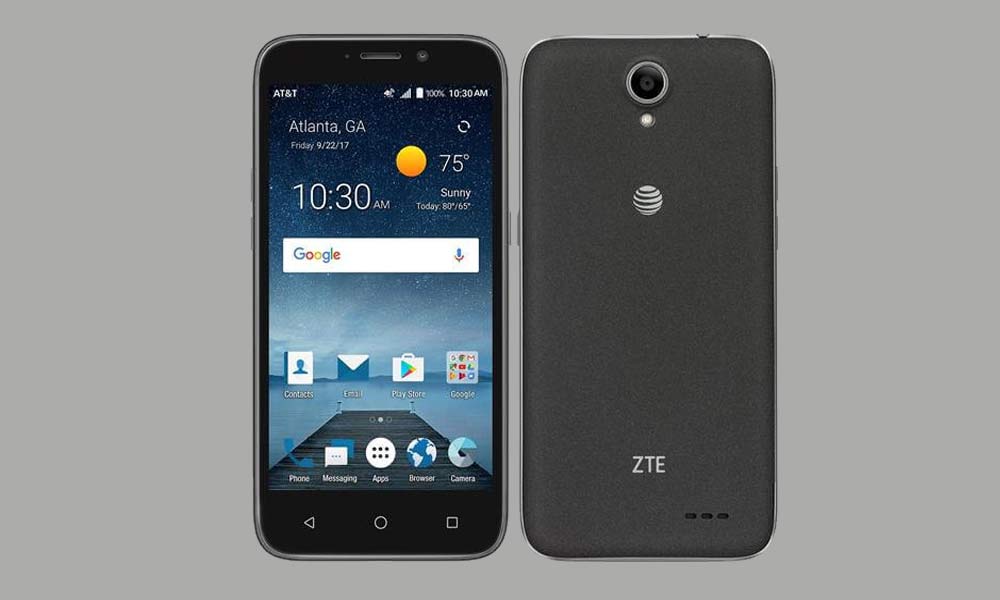 AT&T 100% 10:30 AM
Atlanta, GA
Friday 9/22/17
75°
10:30 AM
Sunny
Today: 80°/65°
Google
Contacts Email Play Store Google
Phone Messaging Apps Browser Camera
ZTE